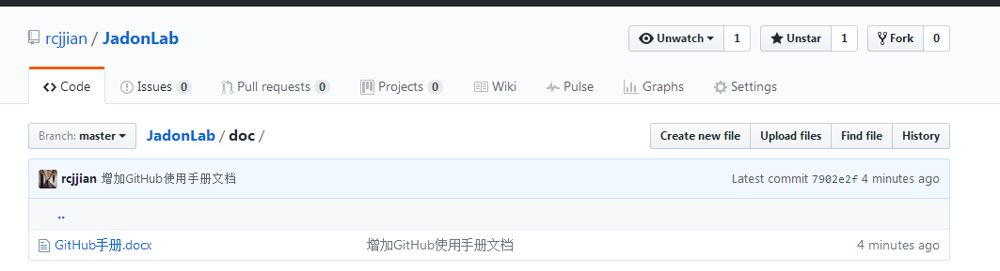 rcjjian / JadonLab Unwatch 1 Unstar 1 Fork 0
Code Issues 0 Pull requests 0 Projects 0 Wiki Pulse Graphs Settings
Branch: master JadonLab / doc / Create new file Upload files Find file History
rcjjian 增加GitHub使用手册文档 Latest commit 7902e2f 4 minutes ago
..
GitHub手册.docx 增加GitHub使用手册文档 4 minutes ago